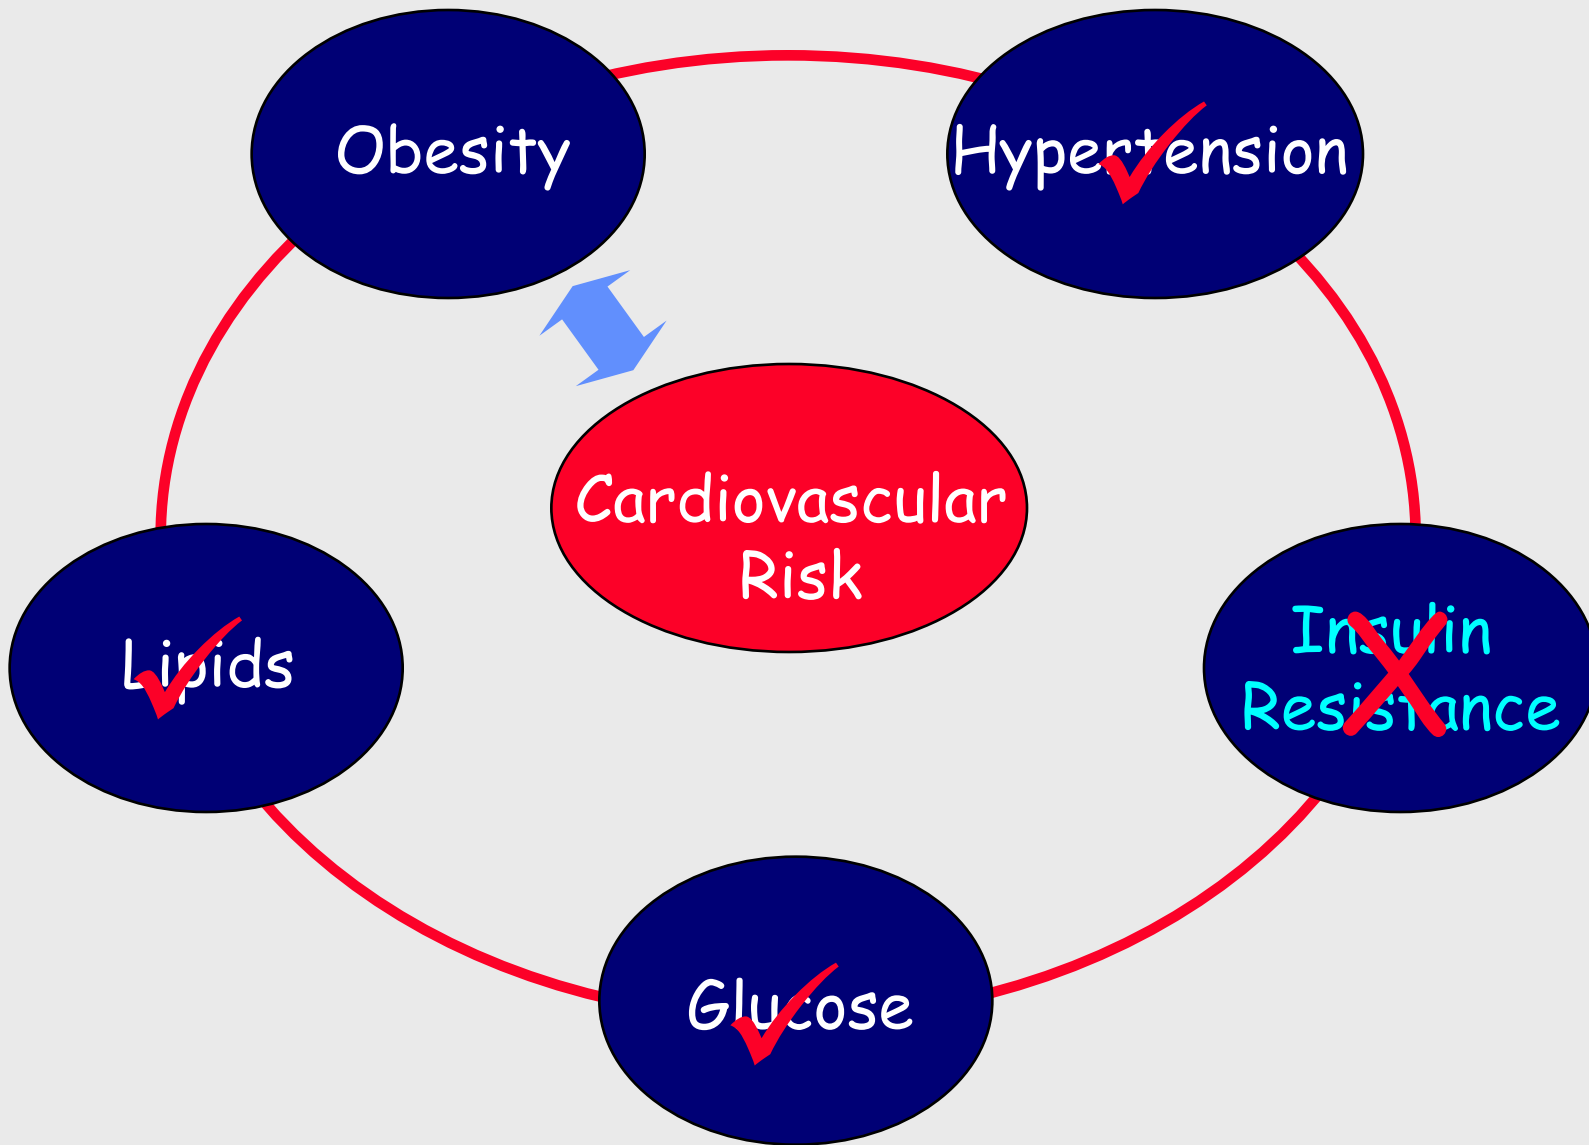 Obesity
Hypertension
Cardiovascular
Risk
Lipids
Insulin
Resistance
Glucose